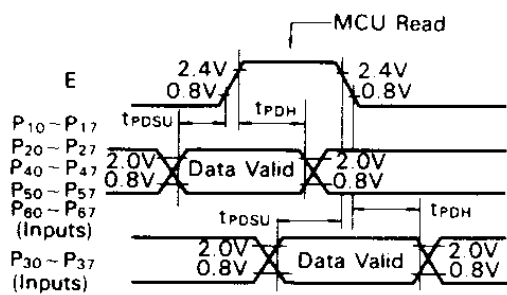 MCU Read
E
2.4V
0.8V
2.4V
0.8V
tPDSU
tPDH
P10~P17
P20~P27
P40~P47
P50~P57
P60~P67
(Inputs)
2.0V
0.8V
Data Valid
2.0V
0.8V
tPDSU
tPDH
P30~P37
(Inputs)
2.0V
0.8V
Data Valid
2.0V
0.8V